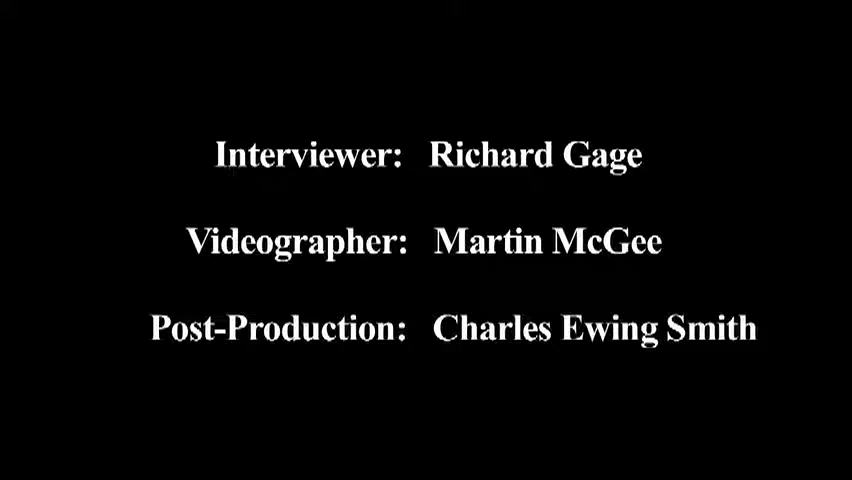 Interviewer: Richard Gage
Videographer: Martin McGee
Post-Production: Charles Ewing Smith